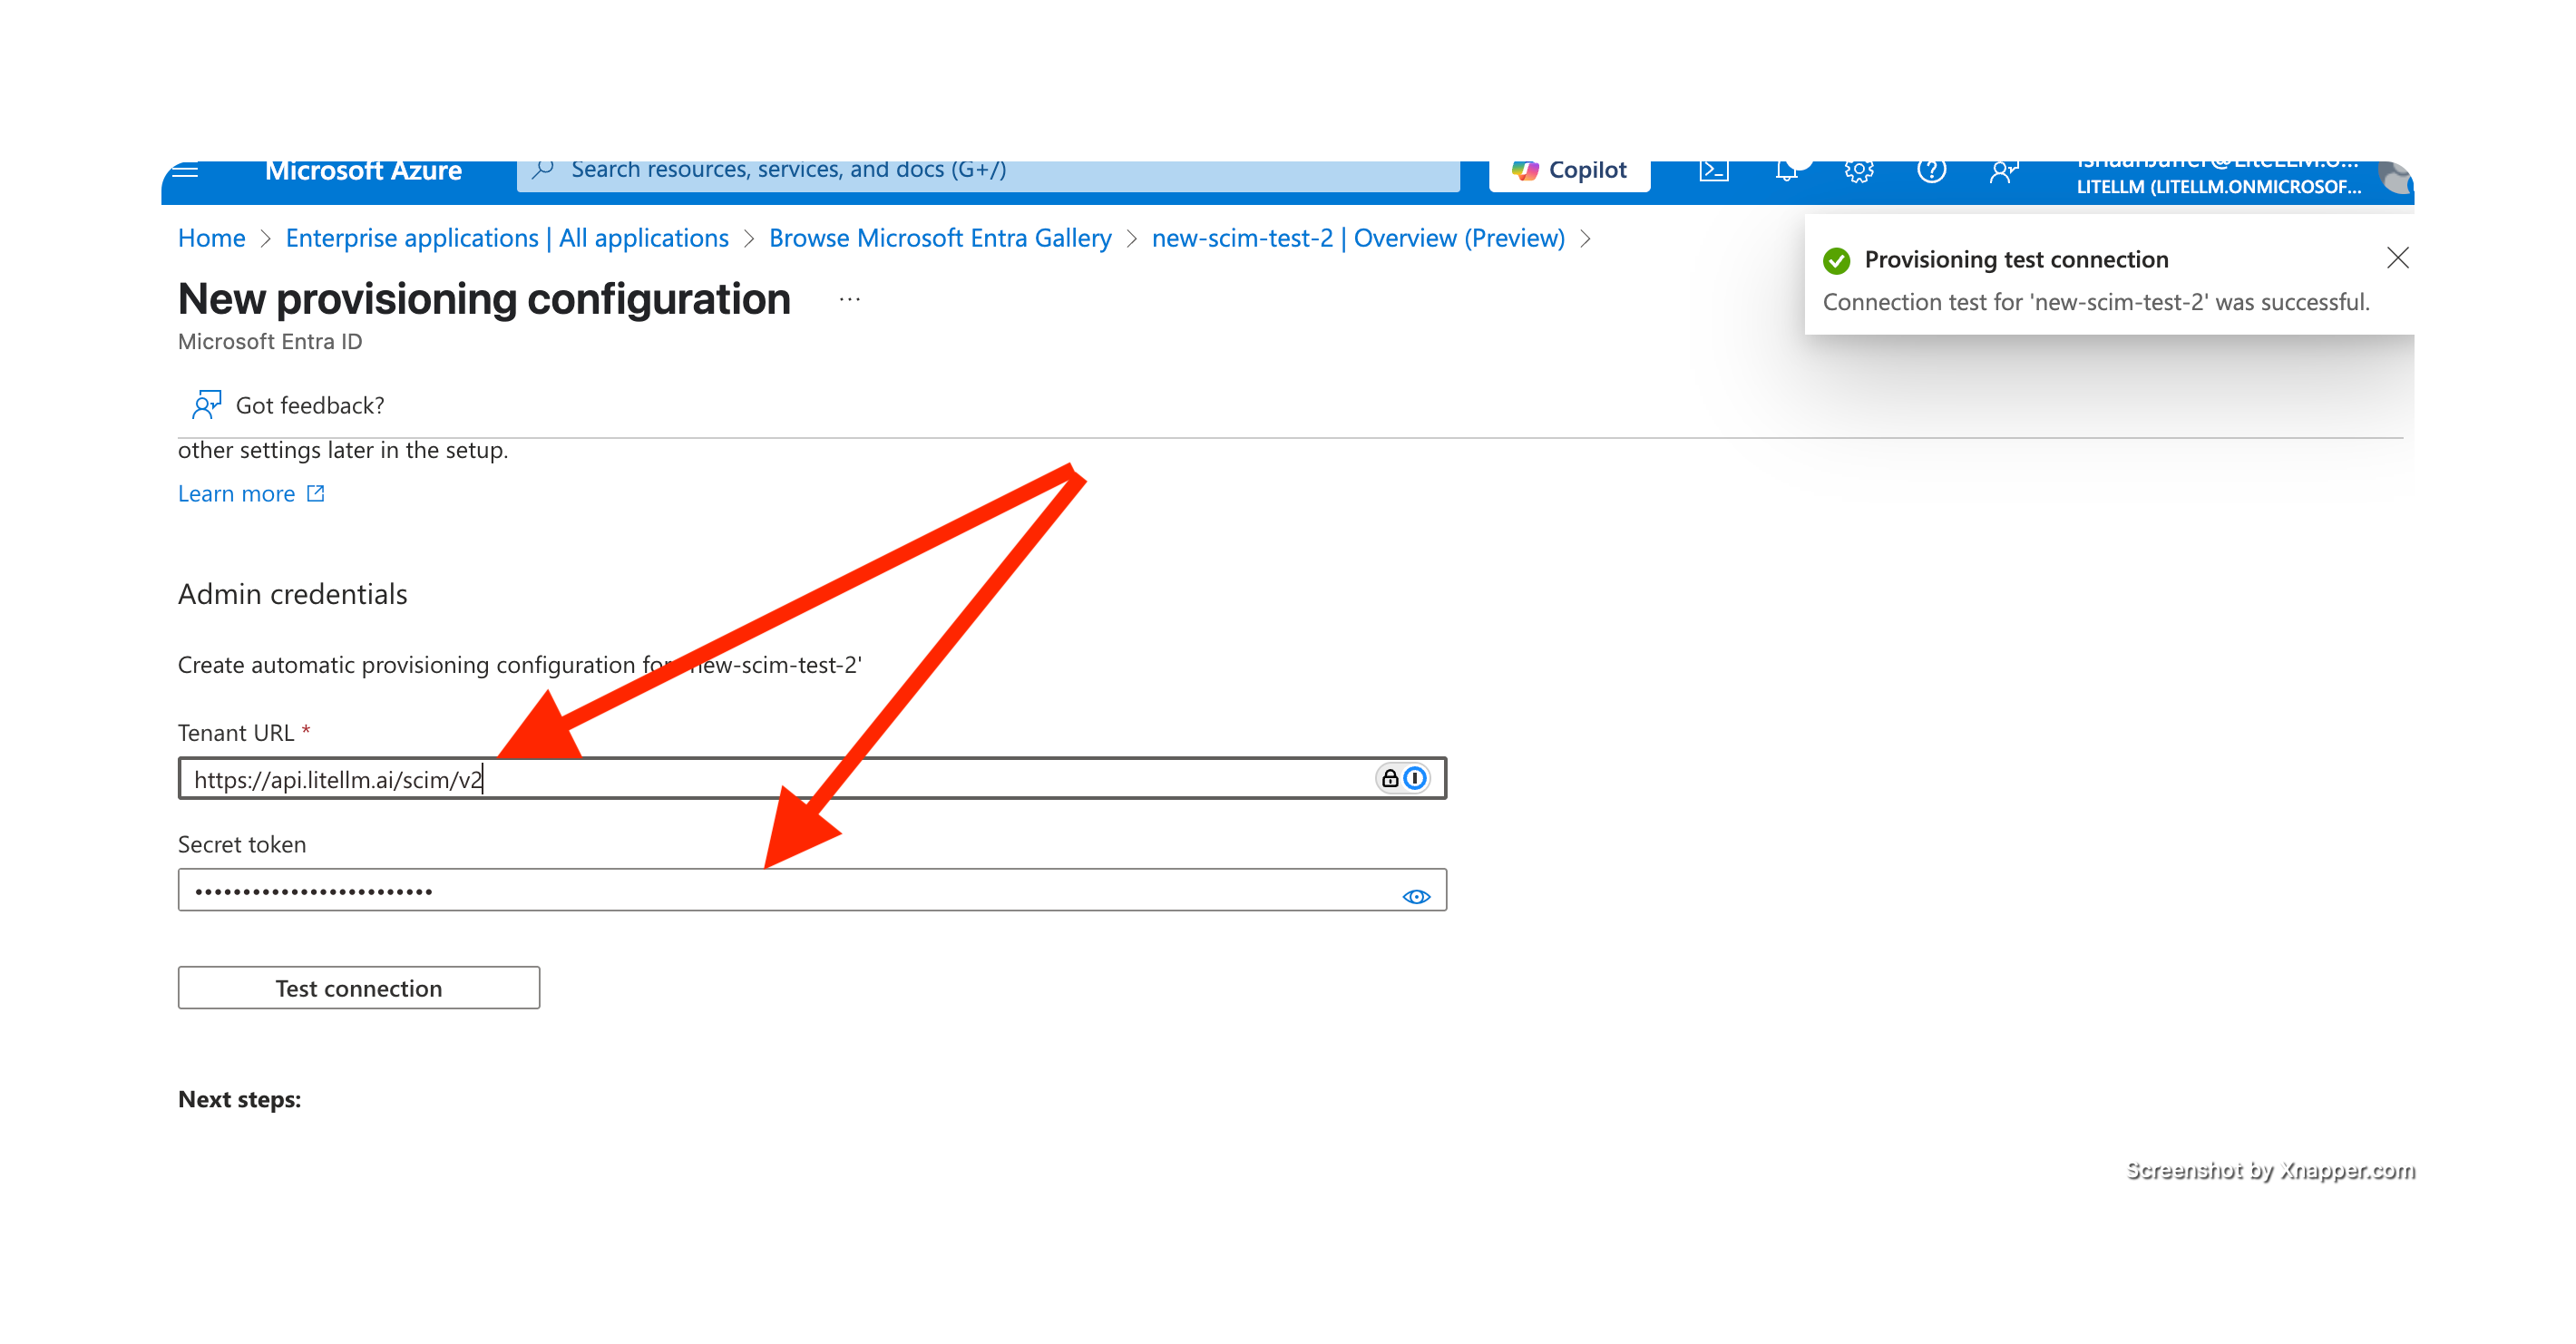 Microsoft Azure
Search resources, services, and docs (G+/)
Copilot
LITELLM (LITELLM.ONMICROSOF...
Home > Enterprise applications | All applications > Browse Microsoft Entra Gallery > new-scim-test-2 | Overview (Preview) >
Provisioning test connection
Connection test for 'new-scim-test-2' was successful.
New provisioning configuration ...
Microsoft Entra ID
Got feedback?
other settings later in the setup.
Learn more
Admin credentials
Create automatic provisioning configuration for new-scim-test-2'
Tenant URL *
https://api.litellm.ai/scim/v2
Secret token
•••••••••••••••••••••••••
Test connection
Next steps:
Screenshot by Xnapper.com